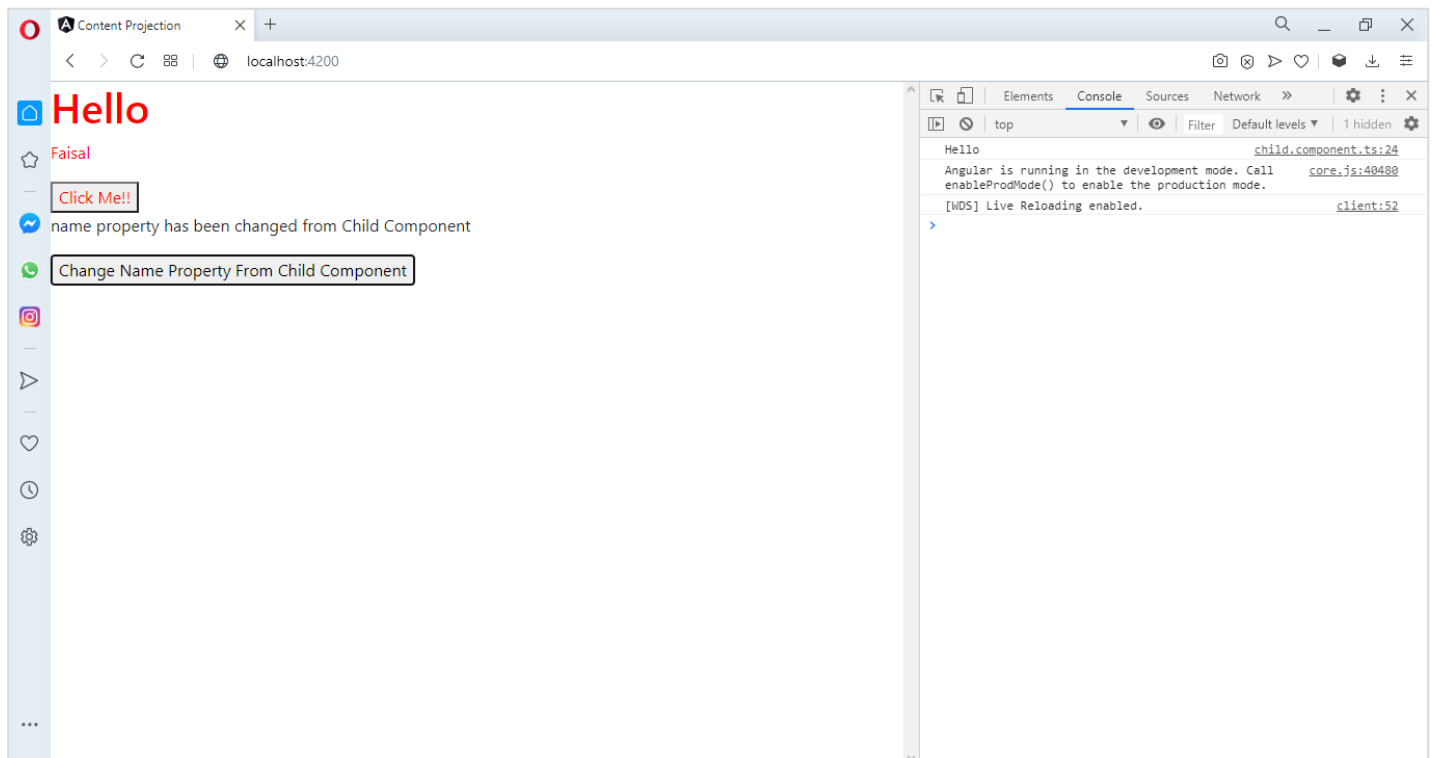 Content Projection
localhost:4200
Hello
Faisal
Click Me!!
name property has been changed from Child Component
Change Name Property From Child Component
Elements Console Sources Network
top Filter Default levels 1 hidden
Hello child.component.ts:24
Angular is running in the development mode. Call core.js:40480
enableProdMode() to enable the production mode.
[WDS] Live Reloading enabled. client:52